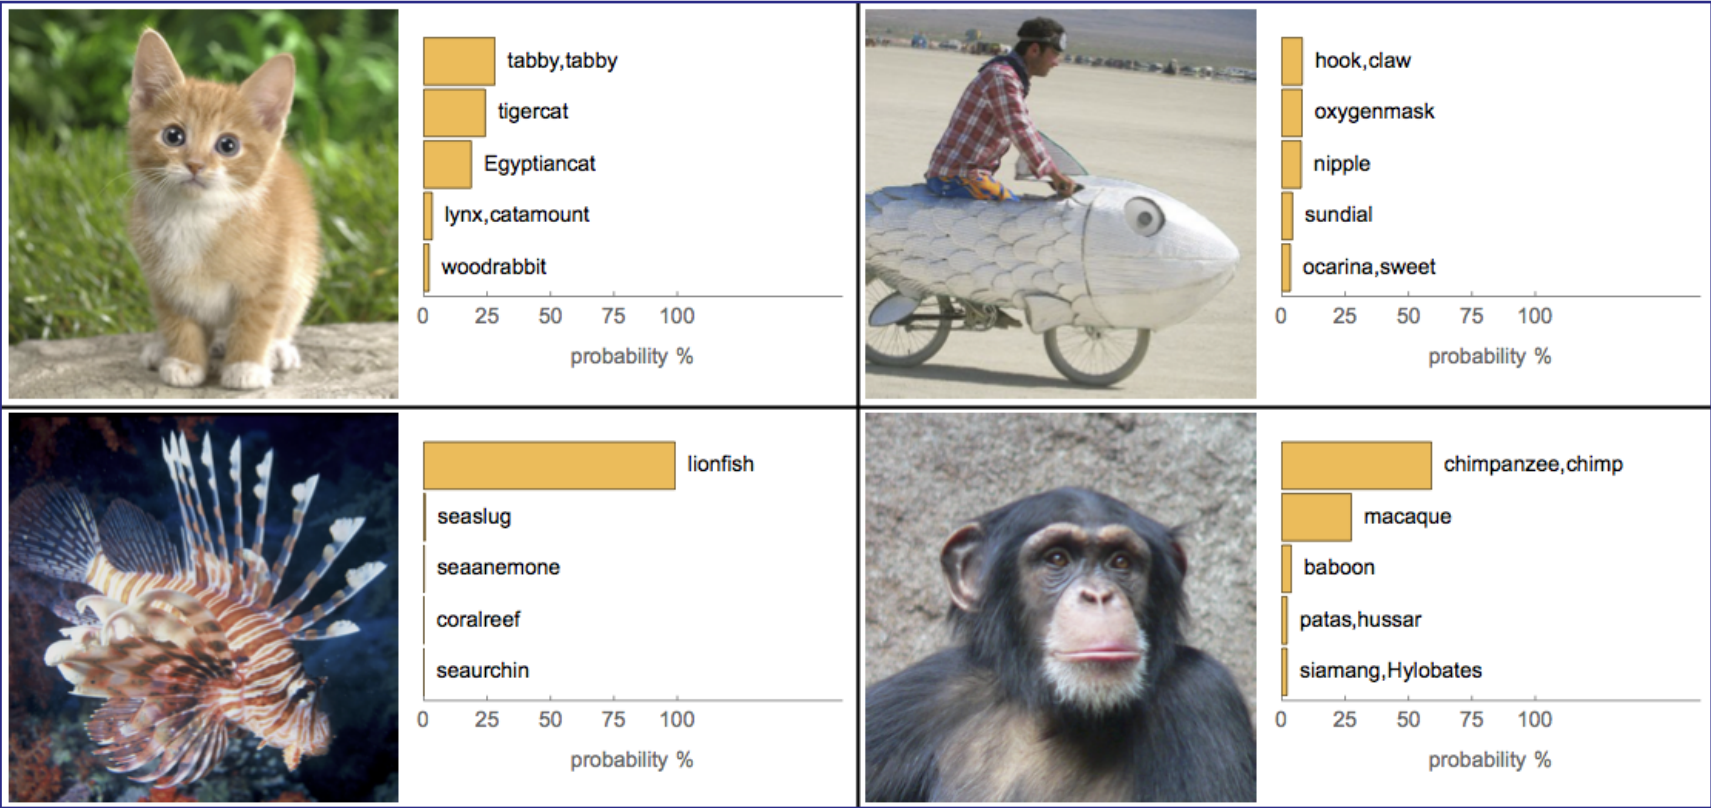 tabby,tabby
tigercat
Egyptiancat
lynx,catamount
woodrabbit
0 25 50 75 100
probability %
hook,claw
oxygenmask
nipple
sundial
ocarina,sweet
0 25 50 75 100
probability %
lionfish
seaslug
seaanemone
coralreef
seaurchin
0 25 50 75 100
probability %
chimpanzee,chimp
macaque
baboon
patas,hussar
siamang,Hylobates
0 25 50 75 100
probability %